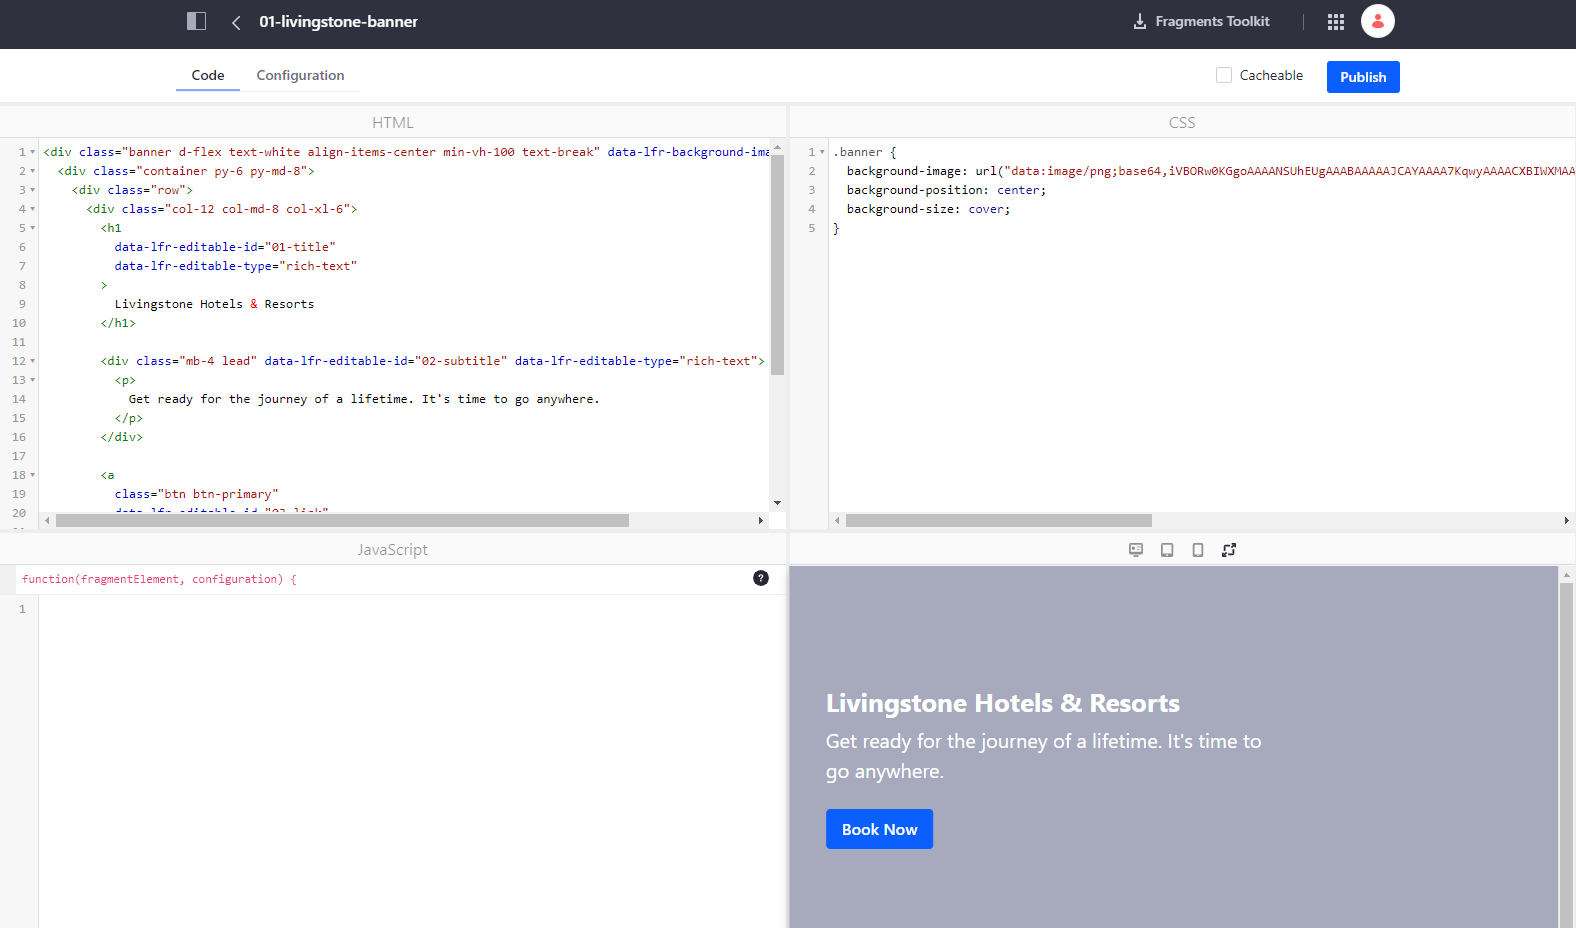 01-livingstone-banner
Fragments Toolkit
Code
Configuration
Cacheable
Publish
HTML
1 <div class="banner d-flex text-white align-items-center min-vh-100 text-break" data-lfr-background-ima
2 <div class="container py-6 py-md-8">
3 <div class="row">
4 <div class="col-12 col-md-8 col-xl-6">
5 <h1
6 data-lfr-editable-id="01-title"
7 data-lfr-editable-type="rich-text"
8 >
9 Livingstone Hotels & Resorts
10 </h1>
11
12 <div class="mb-4 lead" data-lfr-editable-id="02-subtitle" data-lfr-editable-type="rich-text">
13 <p>
14 Get ready for the journey of a lifetime. It's time to go anywhere.
15 </p>
16 </div>
17
18 <a
19 class="btn btn-primary"
20 data-lfr-editable-id="03-link"
CSS
1 .banner {
2 background-image: url("data:image/png;base64,iVBORw0KGgoAAAANSUhEUgAAABAAAAAJCAYAAAA7KqwyAAAACXBIWXMAA
3 background-position: center;
4 background-size: cover;
5 }
JavaScript
function(fragmentElement, configuration) {
?
1
Livingstone Hotels & Resorts
Get ready for the journey of a lifetime. It's time to
go anywhere.
Book Now